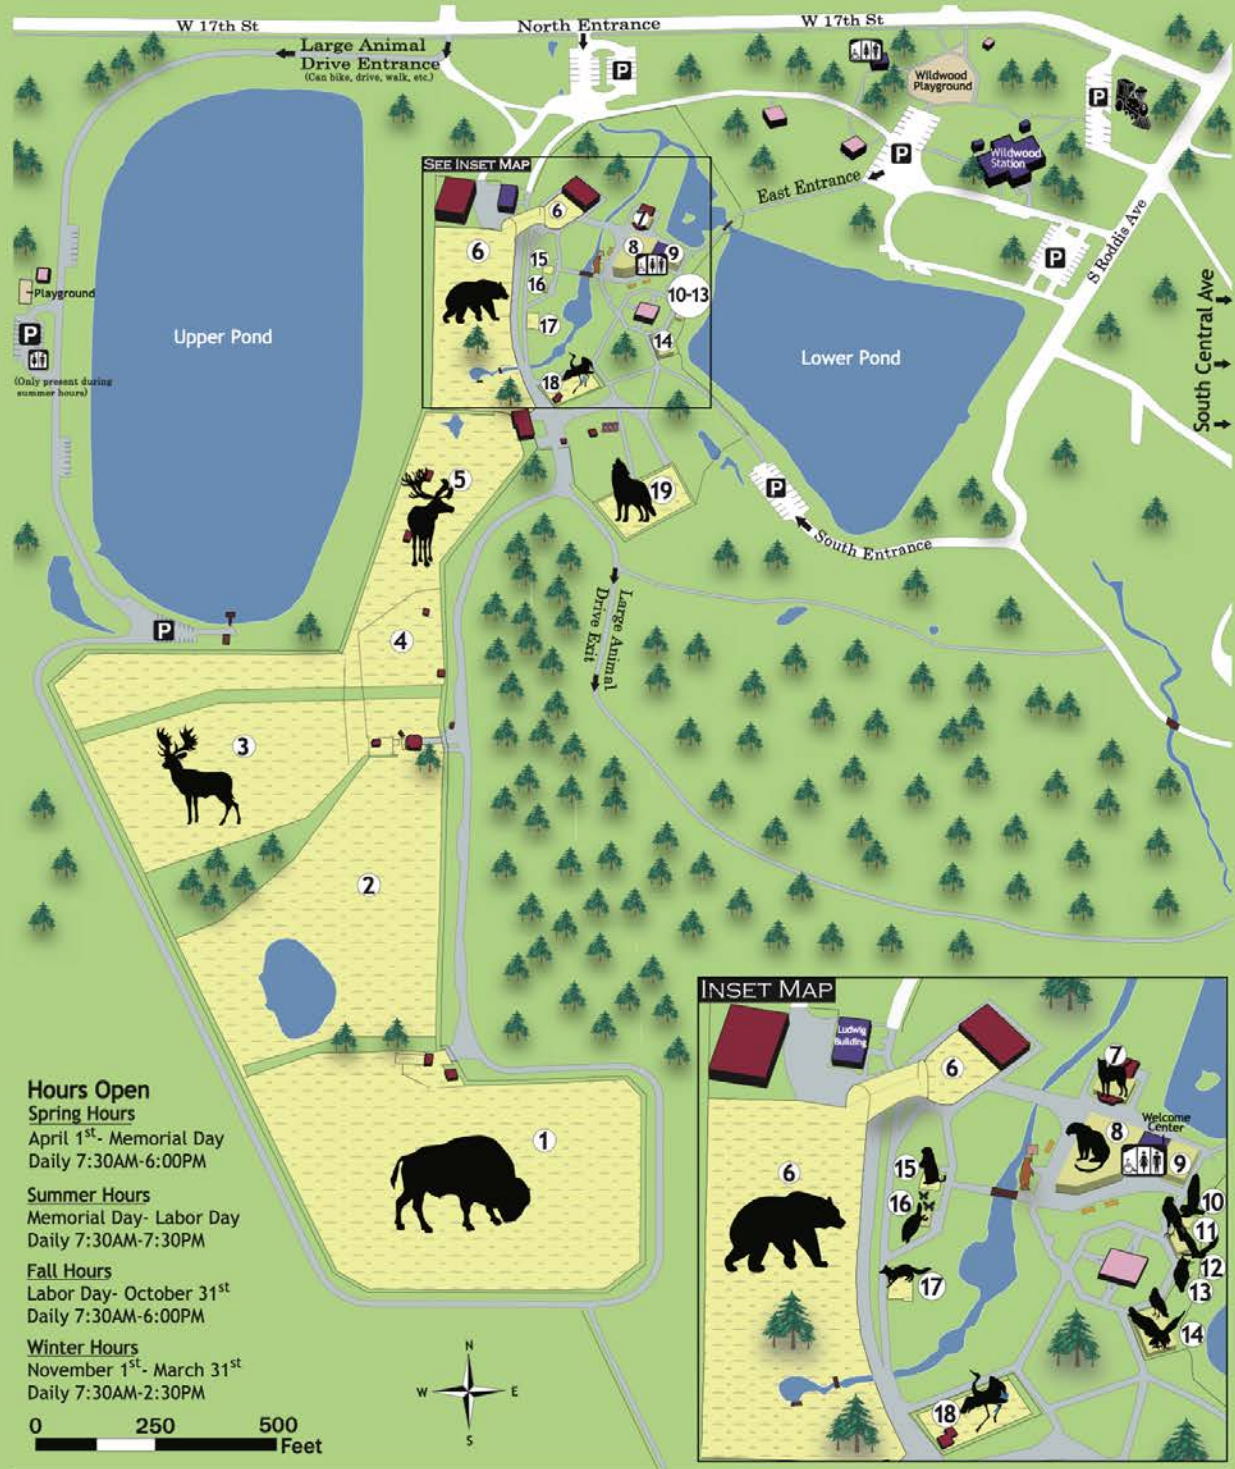 W 17th St
North Entrance
W 17th St
Large Animal
Drive Entrance
(Can bike, drive, walk, etc.)
P
Wildwood
Playground
P
P
Wildwood
Station
East Entrance
SEE INSET MAP
6
7
6
8
9
15
16
10-13
17
14
18
P
S Roddis Ave
South Central Ave
Playground
P
(Only present during
summer hours)
Upper Pond
Lower Pond
5
19
P
South Entrance
Large Animal
Drive Exit
P
4
3
2
1
INSET MAP
Ludwig
Building
6
7
Welcome
Center
8
9
15
6
16
10
11
12
13
17
14
18
Hours Open
Spring Hours
April 1st- Memorial Day
Daily 7:30AM-6:00PM
Summer Hours
Memorial Day- Labor Day
Daily 7:30AM-7:30PM
Fall Hours
Labor Day- October 31st
Daily 7:30AM-6:00PM
Winter Hours
November 1st- March 31st
Daily 7:30AM-2:30PM
0 250 500
Feet
N
W E
S